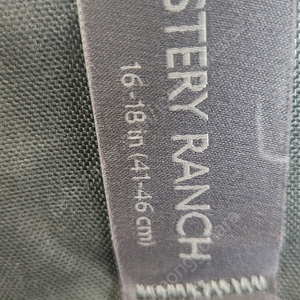 STERY RANCH
16-18 in (41-46 cm)